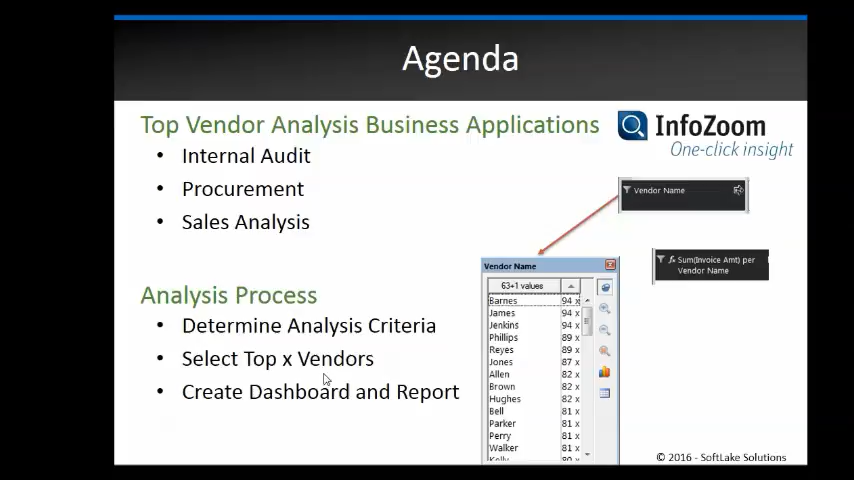 Agenda
Top Vendor Analysis Business Applications
• Internal Audit
• Procurement
• Sales Analysis
InfoZoom
One-click insight
Vendor Name
fx Sum(Invoice Amt) per
Vendor Name
Analysis Process
• Determine Analysis Criteria
• Select Top x Vendors
• Create Dashboard and Report
Vendor Name
63+1 values
Barnes 94 x
James 94 x
Jenkins 94 x
Phillips 89 x
Reyes 89 x
Jones 87 x
Allen 82 x
Brown 82 x
Hughes 82 x
Bell 81 x
Parker 81 x
Perry 81 x
Walker 81 x
Kelly 80 x
© 2016 - SoftLake Solutions